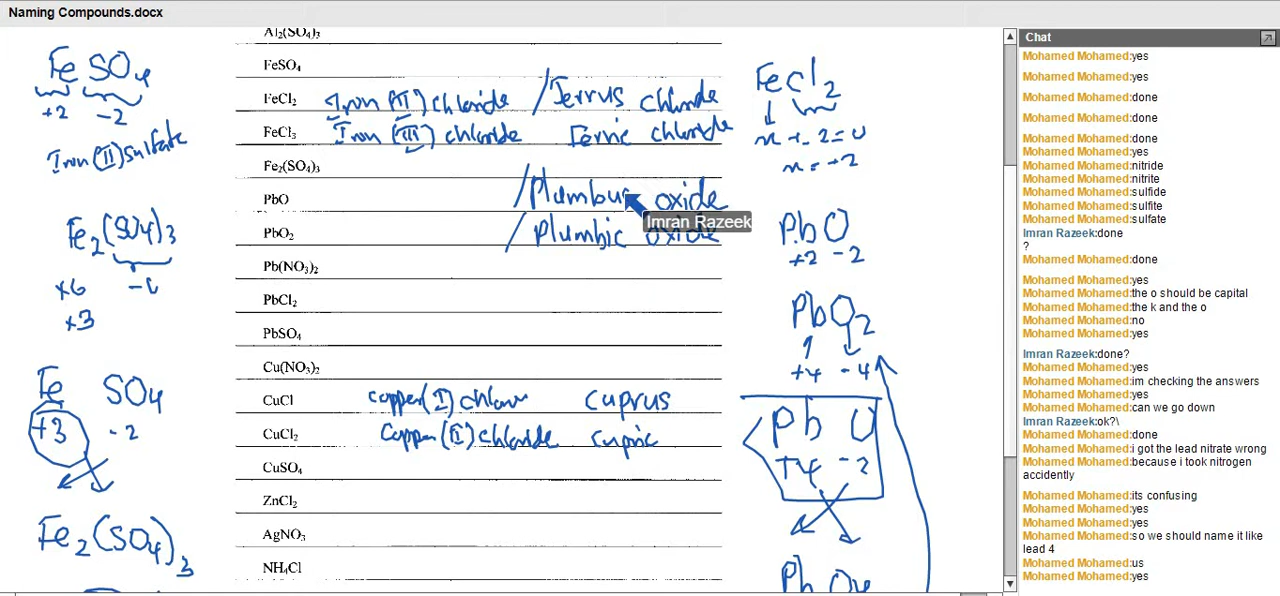 Naming Compounds.docx
Chat
Al₂(SO₄)₃
FeSO₄
FeCl₂ Iron (II) chloride / Ferrus chloride
FeCl₃ Iron (III) chloride Ferric chloride
Fe₂(SO₄)₃
PbO / Plumbus oxide
Imran Razeek
PbO₂ / Plumbic oxide
Pb(NO₃)₂
PbCl₂
PbSO₄
Cu(NO₃)₂
CuCl copper (I) cuprus
CuCl₂ Copper (II) chloride cupric
CuSO₄
ZnCl₂
AgNO₃
NH₄Cl
FeSO₄
+2 -2
Iron (II) sulfate
Fe₂(SO₄)₃
+6
+3
Fe SO₄
+3 -2
Fe₂(SO₄)₃
FeCl₂
x + -2 = 0
x = +2
PbO
+2 -2
PbO₂
+4 -4
Pb O
+4 -2
Mohamed Mohamed:yes
Mohamed Mohamed:yes
Mohamed Mohamed:done
Mohamed Mohamed:done
Mohamed Mohamed:done
Mohamed Mohamed:yes
Mohamed Mohamed:nitride
Mohamed Mohamed:nitrite
Mohamed Mohamed:sulfide
Mohamed Mohamed:sulfite
Mohamed Mohamed:sulfate
Imran Razeek:done
?
Mohamed Mohamed:done
Mohamed Mohamed:yes
Mohamed Mohamed:the o should be capital
Mohamed Mohamed:the k and the o
Mohamed Mohamed:no
Mohamed Mohamed:yes
Imran Razeek:done?
Mohamed Mohamed:yes
Mohamed Mohamed:im checking the answers
Mohamed Mohamed:yes
Mohamed Mohamed:can we go down
Imran Razeek:ok?\
Mohamed Mohamed:done
Mohamed Mohamed:i got the lead nitrate wrong
Mohamed Mohamed:because i took nitrogen
accidently
Mohamed Mohamed:its confusing
Mohamed Mohamed:yes
Mohamed Mohamed:yes
Mohamed Mohamed:so we should name it like
lead 4
Mohamed Mohamed:us
Mohamed Mohamed:yes